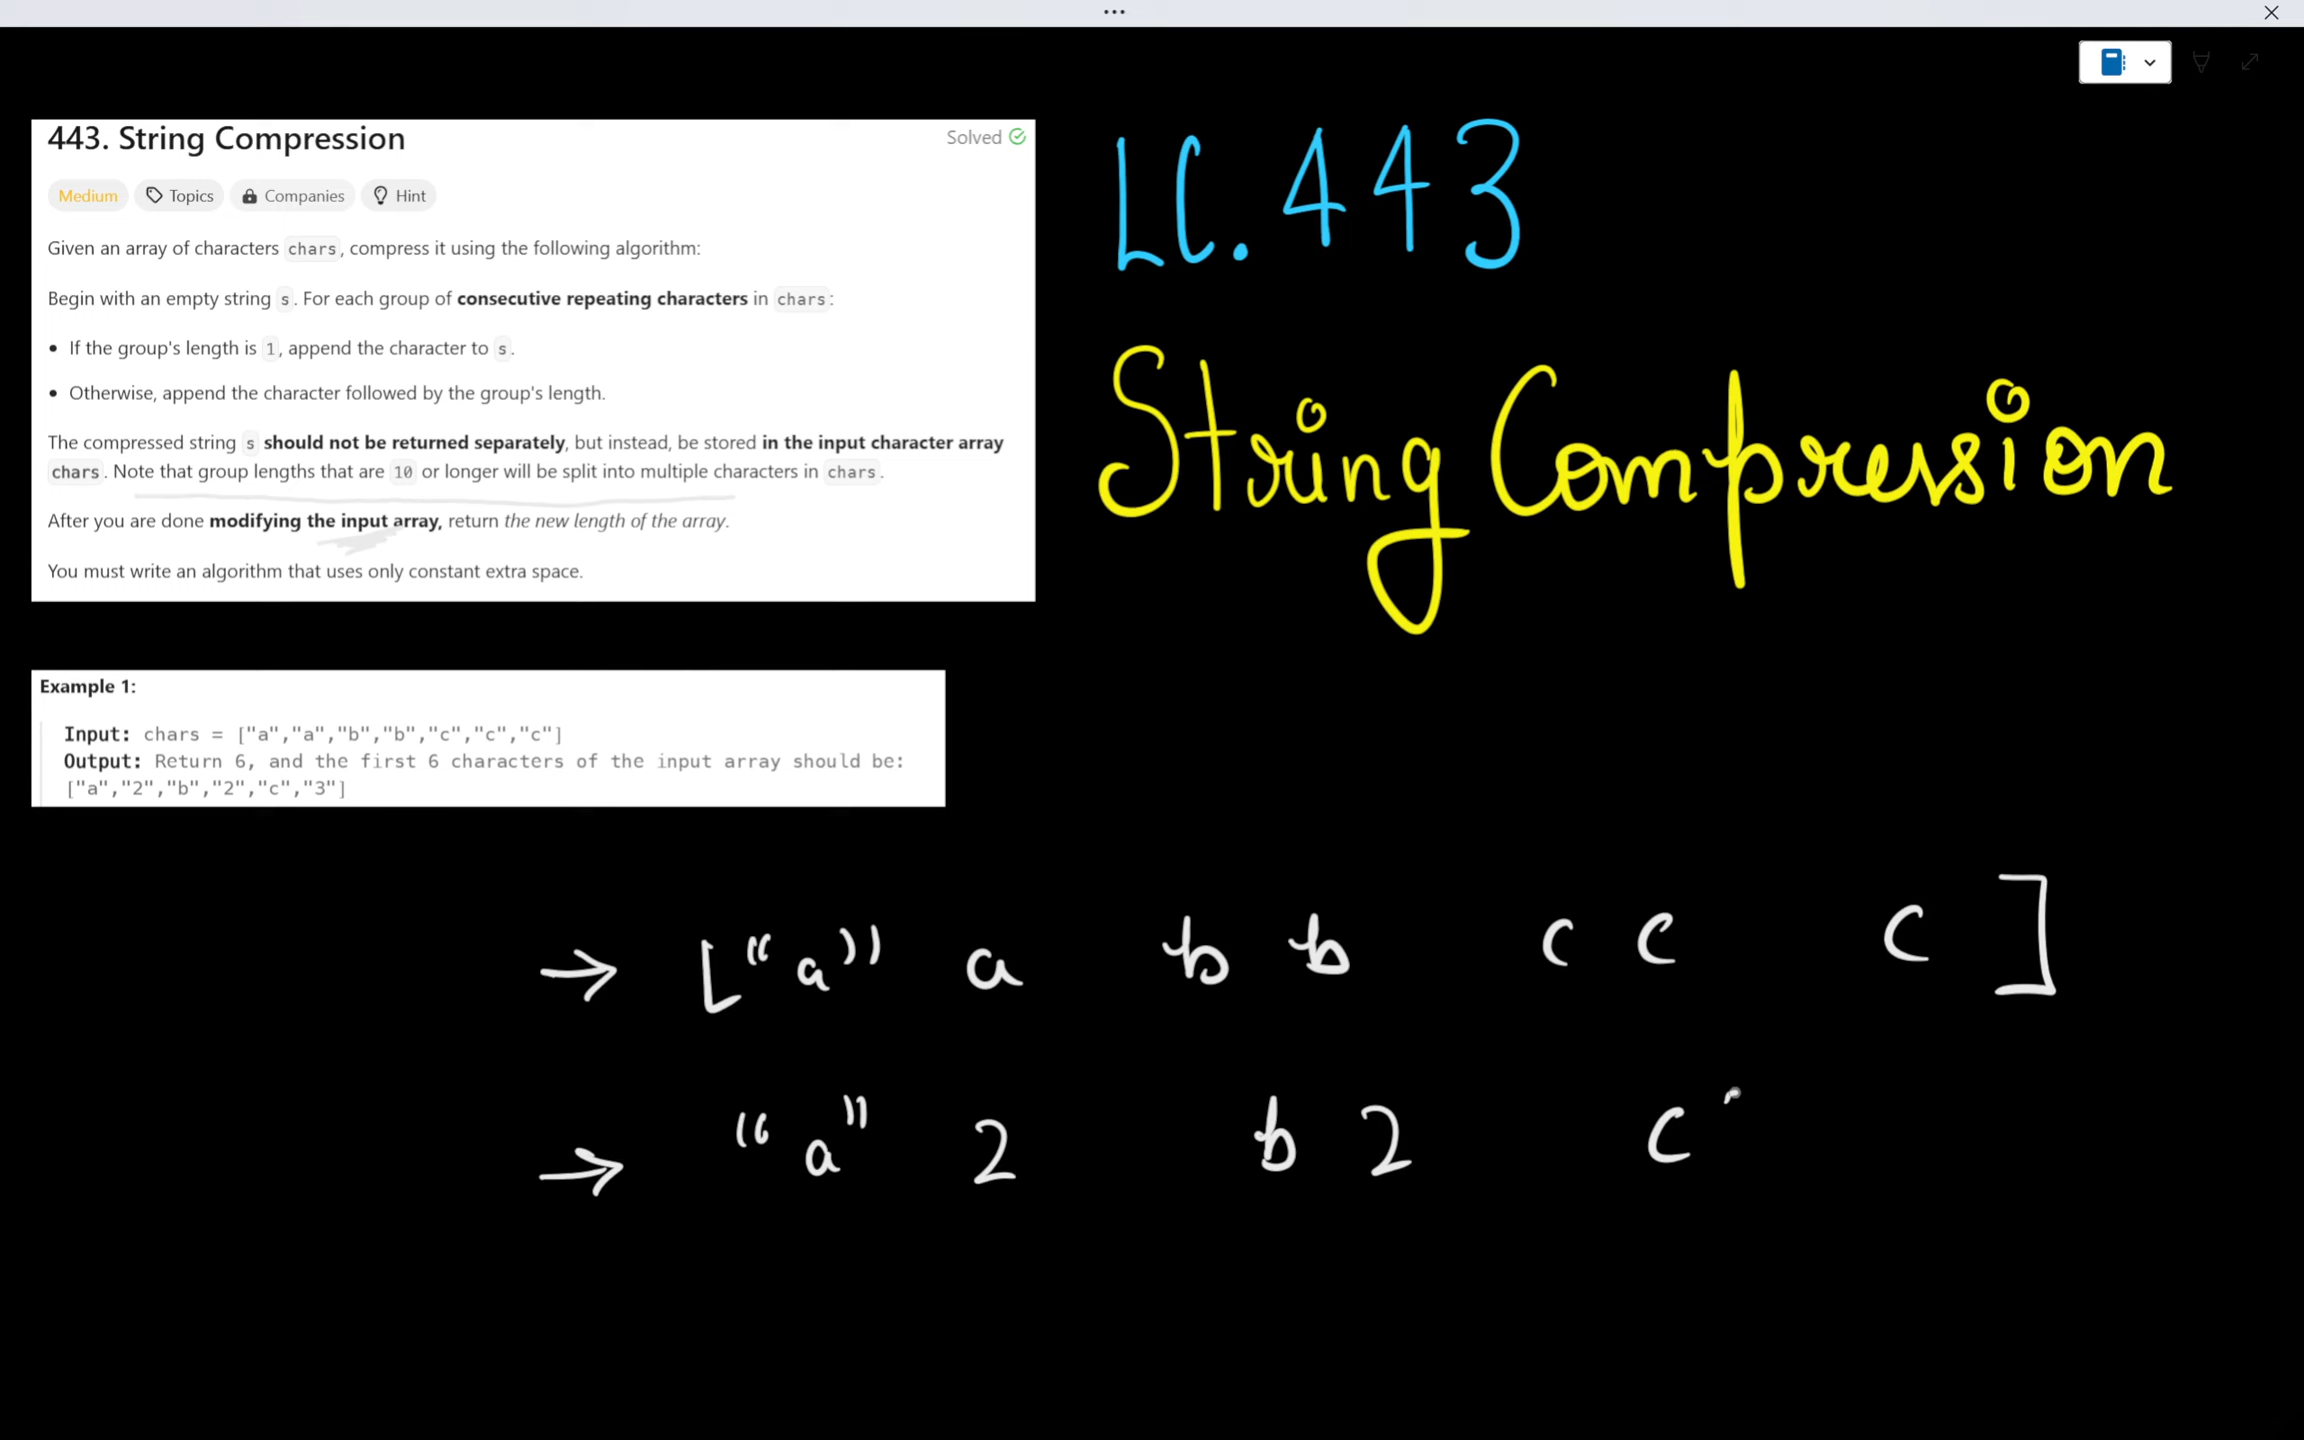 443. String Compression
Solved
Medium Topics Companies Hint
Given an array of characters chars, compress it using the following algorithm:
Begin with an empty string s. For each group of consecutive repeating characters in chars:
• If the group's length is 1, append the character to s.
• Otherwise, append the character followed by the group's length.
The compressed string s should not be returned separately, but instead, be stored in the input character array
chars. Note that group lengths that are 10 or longer will be split into multiple characters in chars.
After you are done modifying the input array, return the new length of the array.
You must write an algorithm that uses only constant extra space.
LC.443
String Compression
Example 1:
Input: chars = ["a","a","b","b","c","c","c"]
Output: Return 6, and the first 6 characters of the input array should be:
["a","2","b","2","c","3"]
→ ["a" a b b c c c]
→ "a" 2 b 2 c